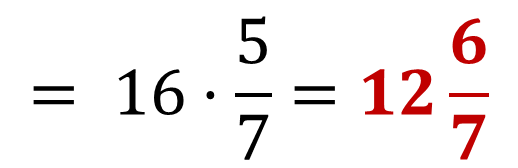 = 16 · 5/7 = 12 6/7